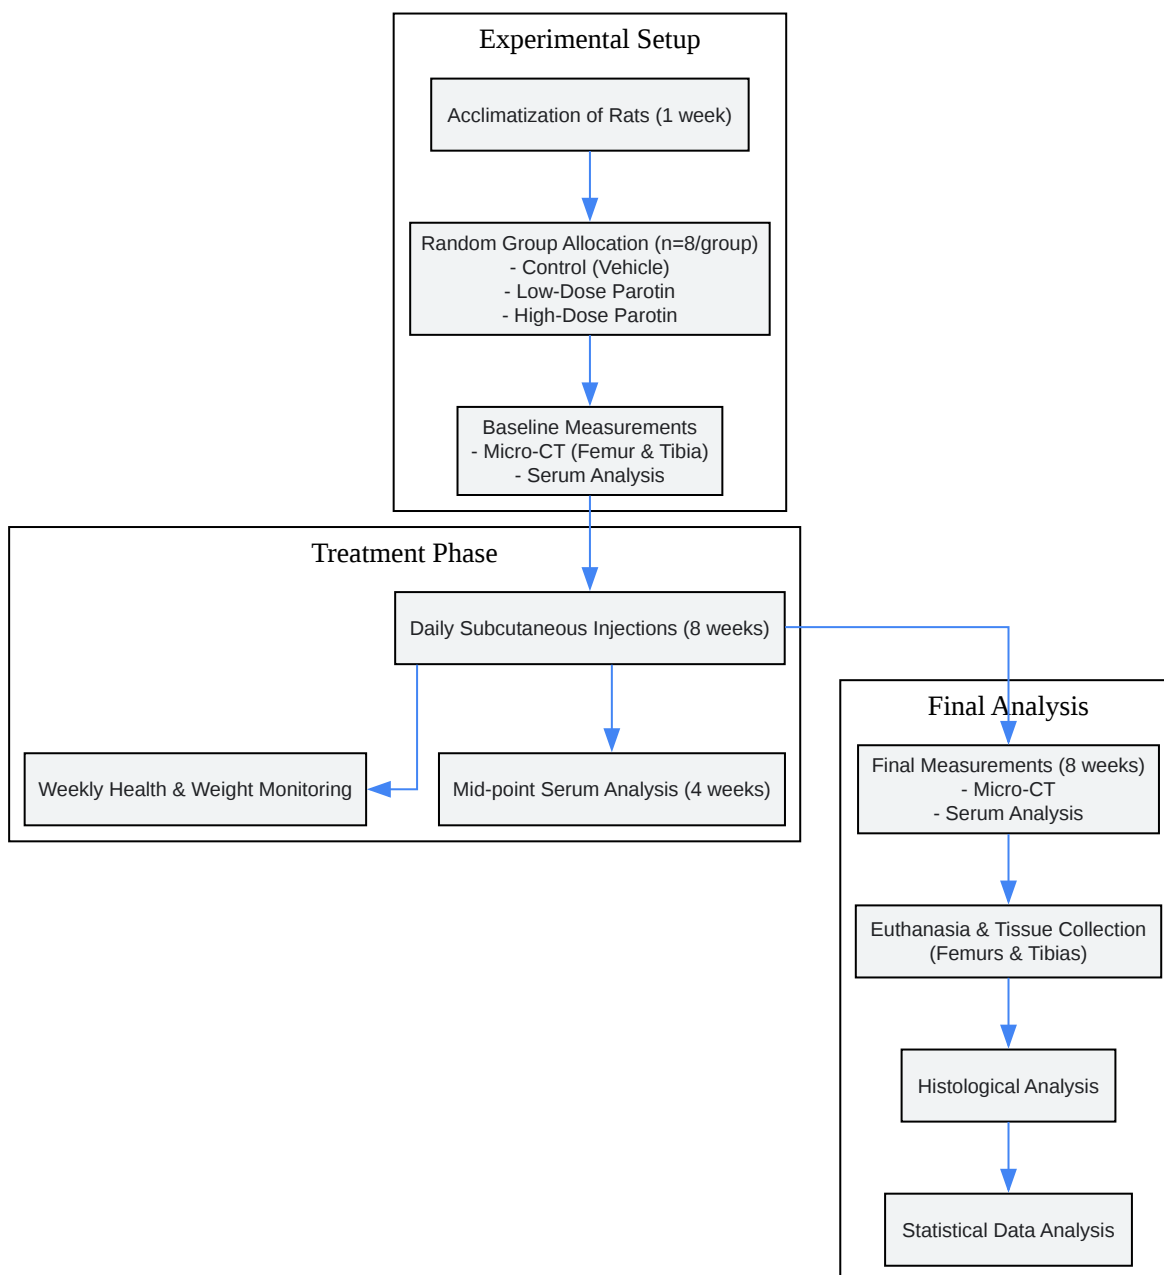 Experimental Setup
Acclimatization of Rats (1 week)
Random Group Allocation (n=8/group)
- Control (Vehicle)
- Low-Dose Parotin
- High-Dose Parotin
Baseline Measurements
- Micro-CT (Femur & Tibia)
- Serum Analysis
Treatment Phase
Daily Subcutaneous Injections (8 weeks)
Weekly Health & Weight Monitoring
Mid-point Serum Analysis (4 weeks)
Final Analysis
Final Measurements (8 weeks)
- Micro-CT
- Serum Analysis
Euthanasia & Tissue Collection
(Femurs & Tibias)
Histological Analysis
Statistical Data Analysis